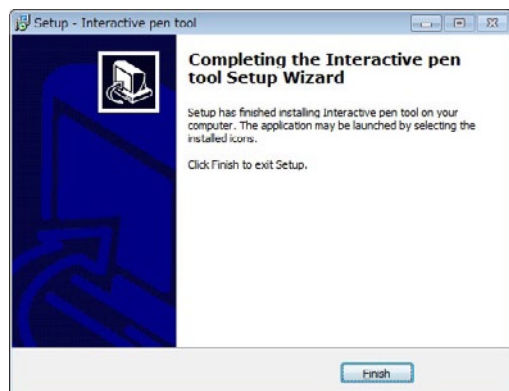 Setup - Interactive pen tool
Completing the Interactive pen
tool Setup Wizard
Setup has finished installing Interactive pen tool on your
computer. The application may be launched by selecting the
installed icons.
Click Finish to exit Setup.
Finish